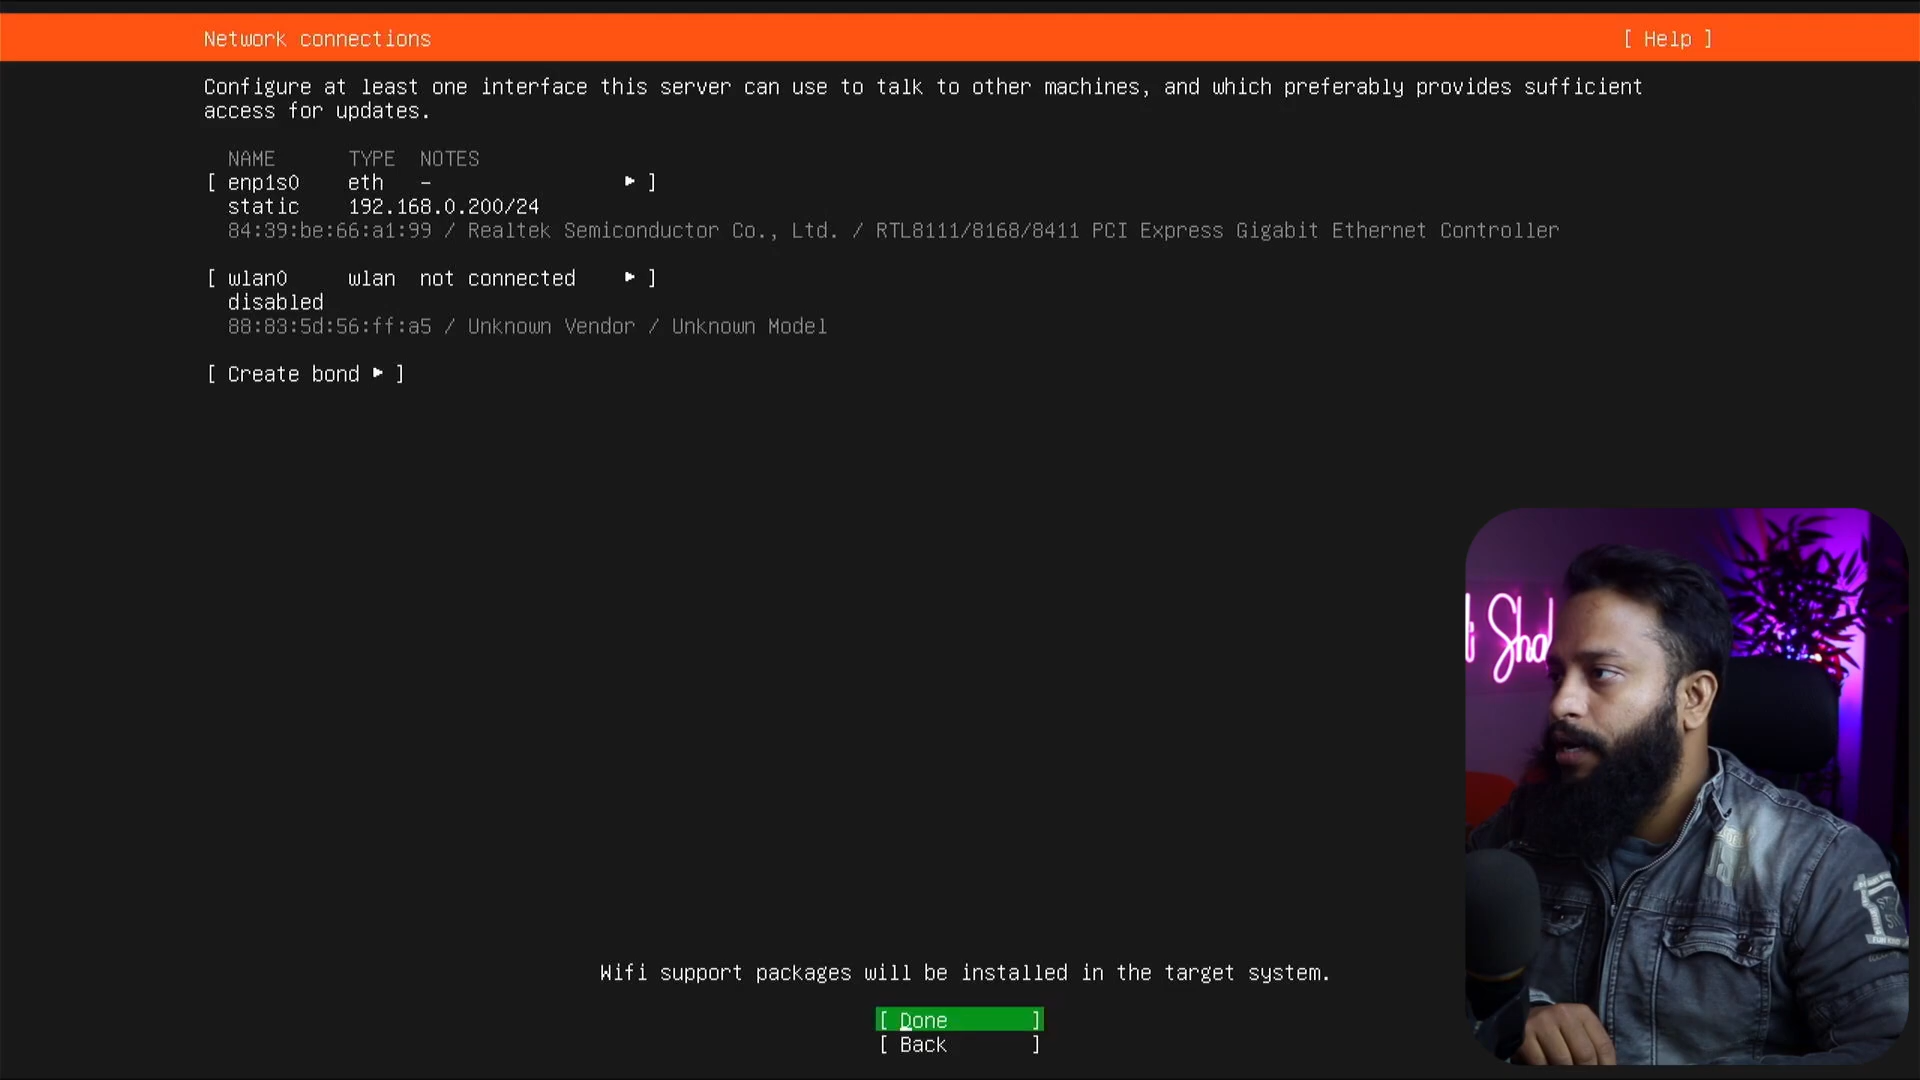 Network connections [ Help ]
Configure at least one interface this server can use to talk to other machines, and which preferably provides sufficient
access for updates.
NAME TYPE NOTES
[ enp1s0 eth - ▸ ]
static 192.168.0.200/24
84:39:be:66:a1:99 / Realtek Semiconductor Co., Ltd. / RTL8111/8168/8411 PCI Express Gigabit Ethernet Controller
[ wlan0 wlan not connected ▸ ]
disabled
88:83:5d:56:ff:a5 / Unknown Vendor / Unknown Model
[ Create bond ▸ ]
Wifi support packages will be installed in the target system.
[ Done ]
[ Back ]